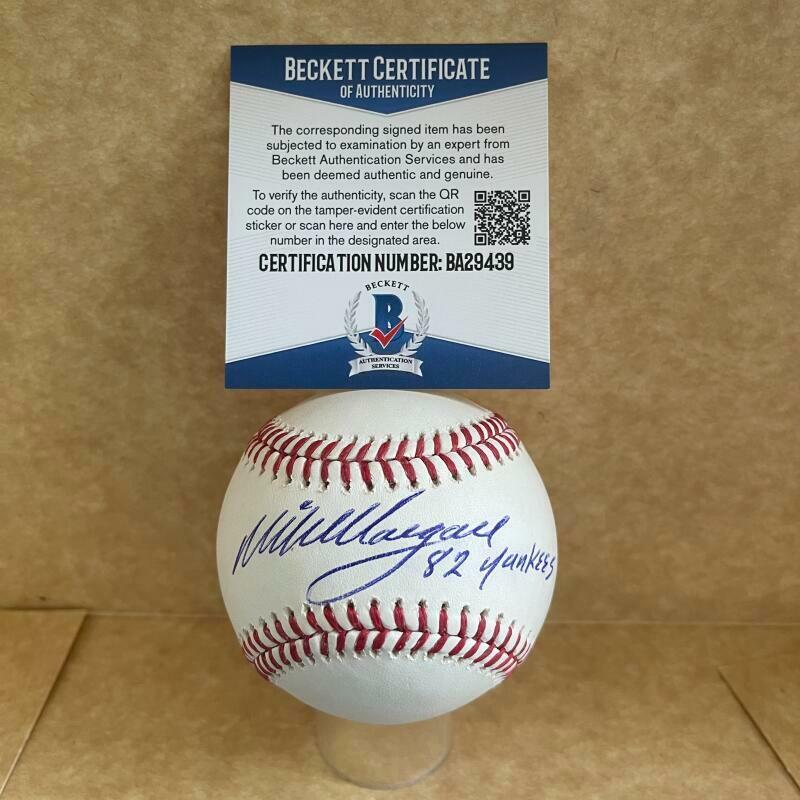 BECKETT CERTIFICATE
OF AUTHENTICITY
The corresponding signed item has been
subjected to examination by an expert from
Beckett Authentication Services and has
been deemed authentic and genuine.
To verify the authenticity, scan the QR
code on the tamper-evident certification
sticker or scan here and enter the below
number in the designated area.
CERTIFICATION NUMBER: BA29439
BECKETT
B
AUTHENTICATION
SERVICES
Mike Morgan
82 Yankees